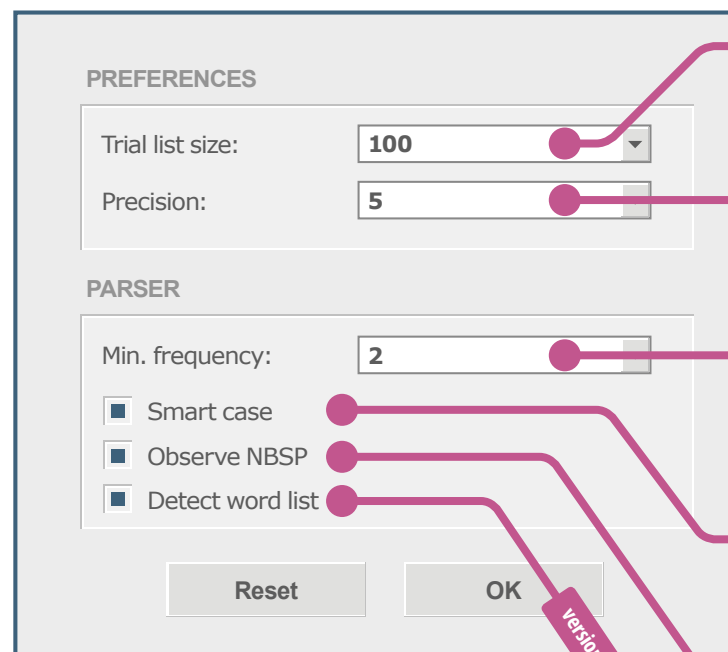 PREFERENCES
Trial list size: 100
Precision: 5
PARSER
Min. frequency: 2
Smart case
Observe NBSP
Detect word list
Reset OK
version